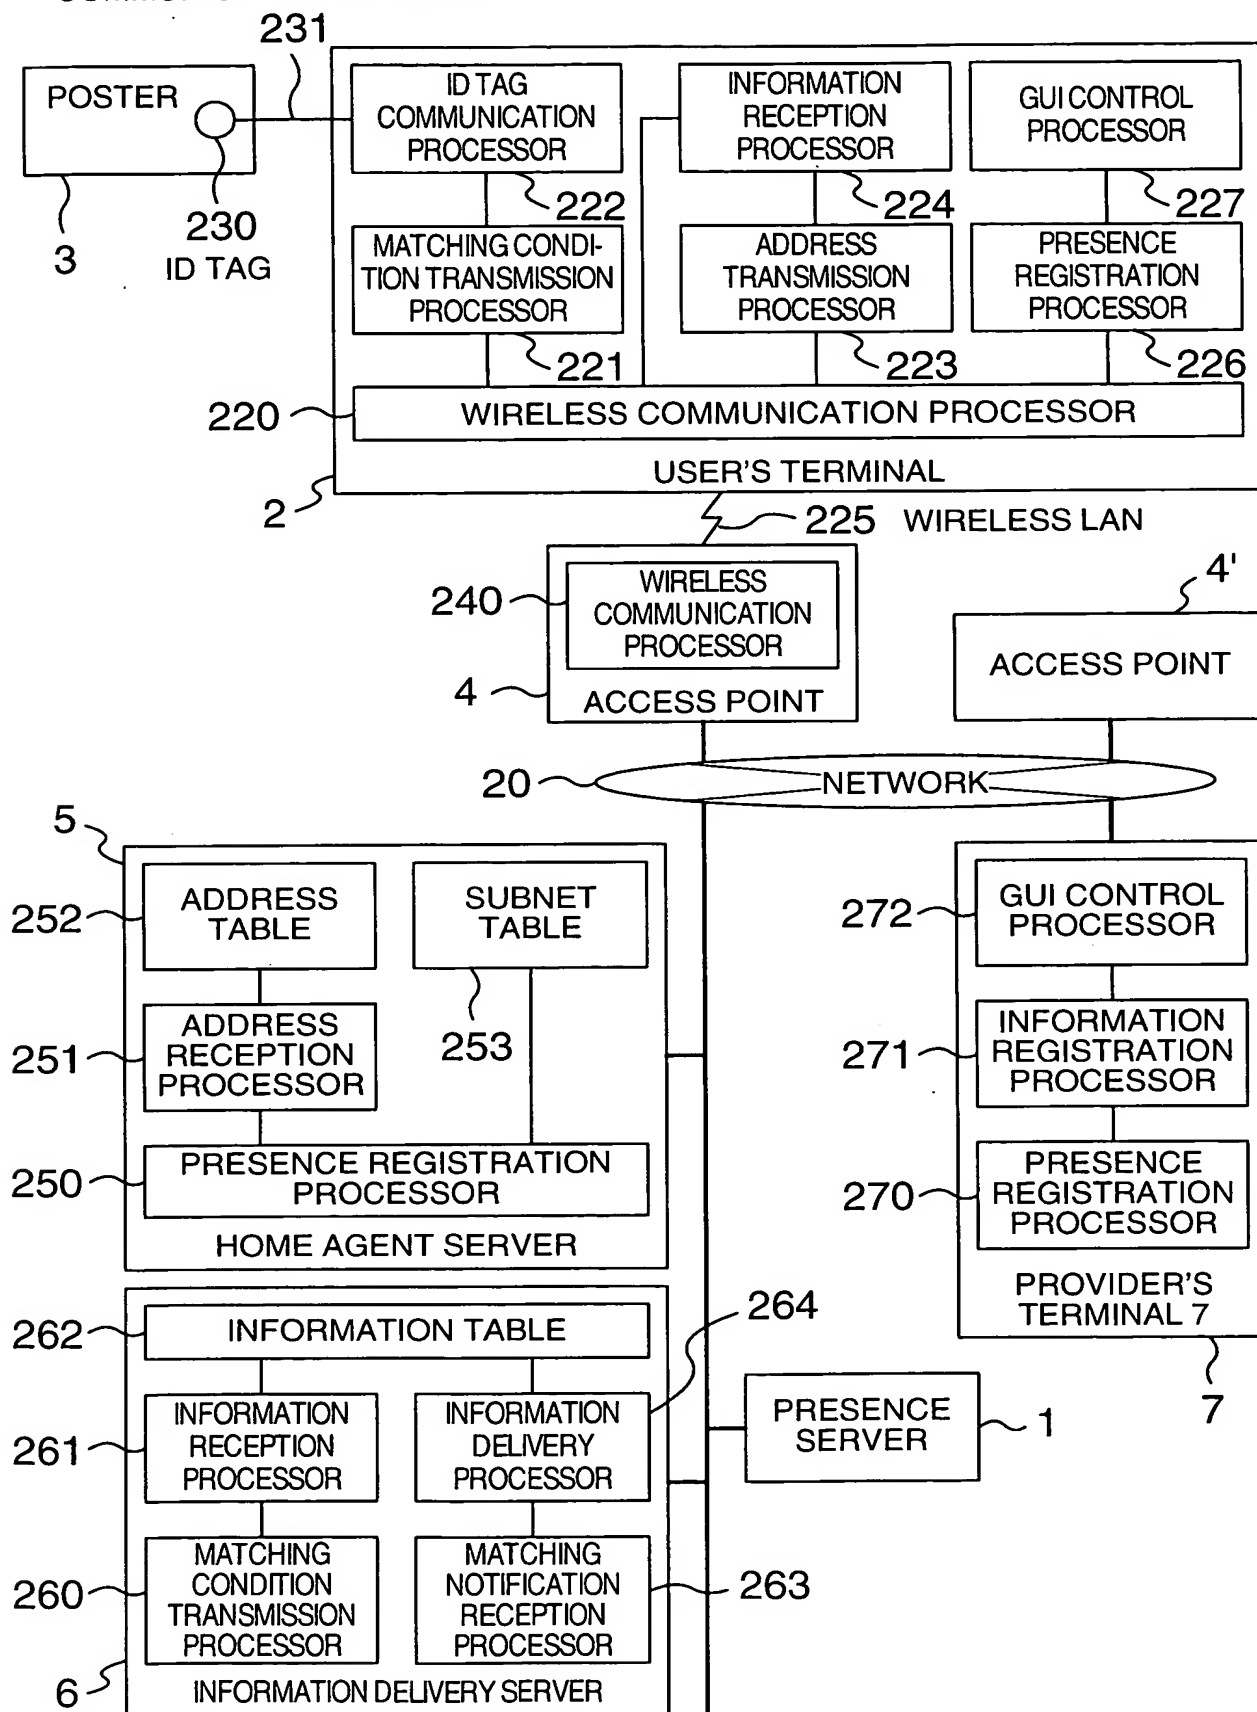 231
POSTER
3
230
ID TAG
ID TAG
COMMUNICATION
PROCESSOR
222
INFORMATION
RECEPTION
PROCESSOR
224
GUI CONTROL
PROCESSOR
227
MATCHING CONDI-
TION TRANSMISSION
PROCESSOR
221
ADDRESS
TRANSMISSION
PROCESSOR
223
PRESENCE
REGISTRATION
PROCESSOR
226
220
WIRELESS COMMUNICATION PROCESSOR
USER'S TERMINAL
2
225 WIRELESS LAN
240
WIRELESS
COMMUNICATION
PROCESSOR
4
ACCESS POINT
4'
ACCESS POINT
20
NETWORK
5
252
ADDRESS
TABLE
SUBNET
TABLE
253
251
ADDRESS
RECEPTION
PROCESSOR
250
PRESENCE REGISTRATION
PROCESSOR
HOME AGENT SERVER
272
GUI CONTROL
PROCESSOR
271
INFORMATION
REGISTRATION
PROCESSOR
270
PRESENCE
REGISTRATION
PROCESSOR
PROVIDER'S
TERMINAL 7
7
262
INFORMATION TABLE
264
261
INFORMATION
RECEPTION
PROCESSOR
INFORMATION
DELIVERY
PROCESSOR
PRESENCE
SERVER
1
260
MATCHING
CONDITION
TRANSMISSION
PROCESSOR
MATCHING
NOTIFICATION
RECEPTION
PROCESSOR
263
6
INFORMATION DELIVERY SERVER